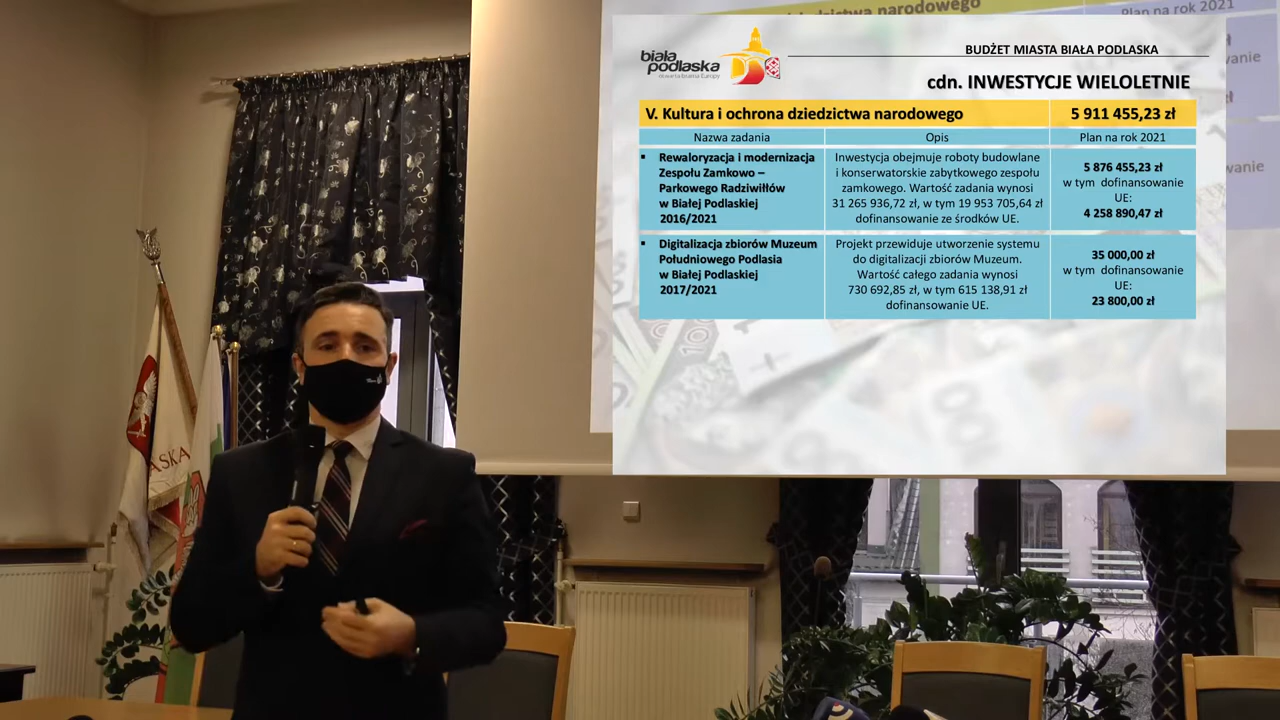 dziedzictwa narodowego
Plan na rok 2021
biała
podlaska
otwarta brama Europy
BUDŻET MIASTA BIAŁA PODLASKA
cdn. INWESTYCJE WIELOLETNIE
V. Kultura i ochrona dziedzictwa narodowego 5 911 455,23 zł
Nazwa zadania Opis Plan na rok 2021
▪ Rewaloryzacja i modernizacja
Zespołu Zamkowo –
Parkowego Radziwiłłów
w Białej Podlaskiej
2016/2021
Inwestycja obejmuje roboty budowlane
i konserwatorskie zabytkowego zespołu
zamkowego. Wartość zadania wynosi
31 265 936,72 zł, w tym 19 953 705,64 zł
dofinansowanie ze środków UE.
5 876 455,23 zł
w tym dofinansowanie
UE:
4 258 890,47 zł
▪ Digitalizacja zbiorów Muzeum
Południowego Podlasia
w Białej Podlaskiej
2017/2021
Projekt przewiduje utworzenie systemu
do digitalizacji zbiorów Muzeum.
Wartość całego zadania wynosi
730 692,85 zł, w tym 615 138,91 zł
dofinansowanie UE.
35 000,00 zł
w tym dofinansowanie
UE:
23 800,00 zł
ASKA